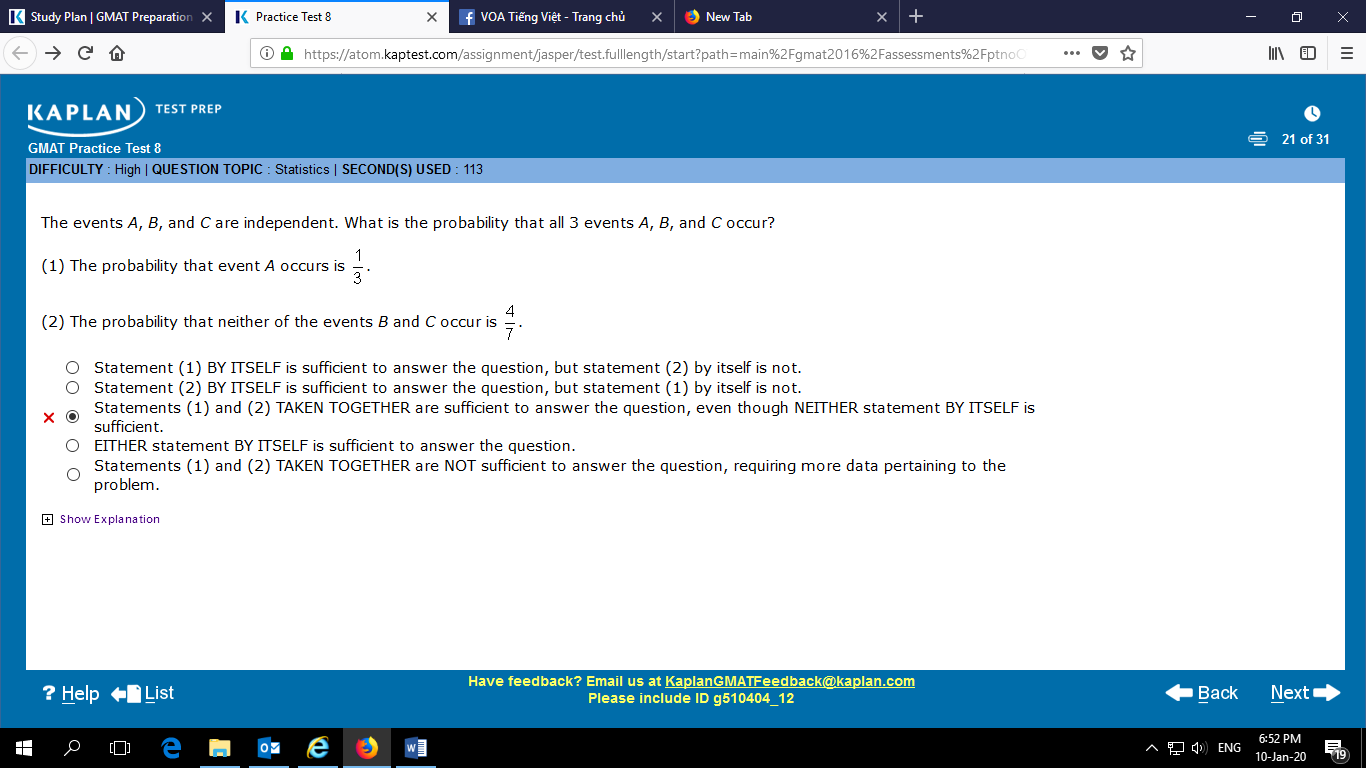 Study Plan | GMAT Preparation
Practice Test 8
VOA Tiếng Việt - Trang chủ
New Tab
https://atom.kaptest.com/assignment/jasper/test.fulllength/start?path=main%2Fgmat2016%2Fassessments%2FptnoC
KAPLAN TEST PREP
GMAT Practice Test 8
21 of 31
DIFFICULTY : High | QUESTION TOPIC : Statistics | SECOND(S) USED : 113
The events A, B, and C are independent. What is the probability that all 3 events A, B, and C occur?
(1) The probability that event A occurs is 1/3.
(2) The probability that neither of the events B and C occur is 4/7.
Statement (1) BY ITSELF is sufficient to answer the question, but statement (2) by itself is not.
Statement (2) BY ITSELF is sufficient to answer the question, but statement (1) by itself is not.
Statements (1) and (2) TAKEN TOGETHER are sufficient to answer the question, even though NEITHER statement BY ITSELF is
sufficient.
EITHER statement BY ITSELF is sufficient to answer the question.
Statements (1) and (2) TAKEN TOGETHER are NOT sufficient to answer the question, requiring more data pertaining to the
problem.
Show Explanation
? Help
List
Have feedback? Email us at KaplanGMATFeedback@kaplan.com
Please include ID g510404_12
Back
Next
ENG
6:52 PM
10-Jan-20
19